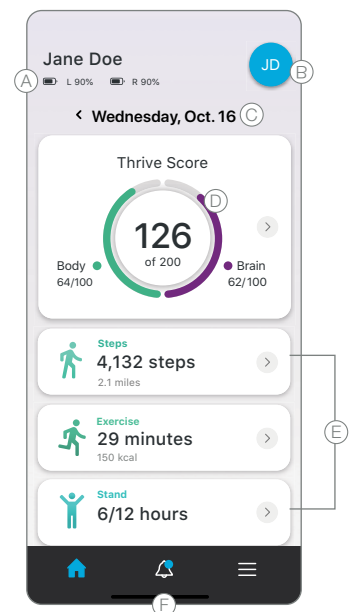 Jane Doe
JD
A L 90% R 90% B
Wednesday, Oct. 16 C
Thrive Score
D
126
of 200
Body Brain
64/100 62/100
Steps
4,132 steps
2.1 miles
E
Exercise
29 minutes
150 kcal
Stand
6/12 hours
F